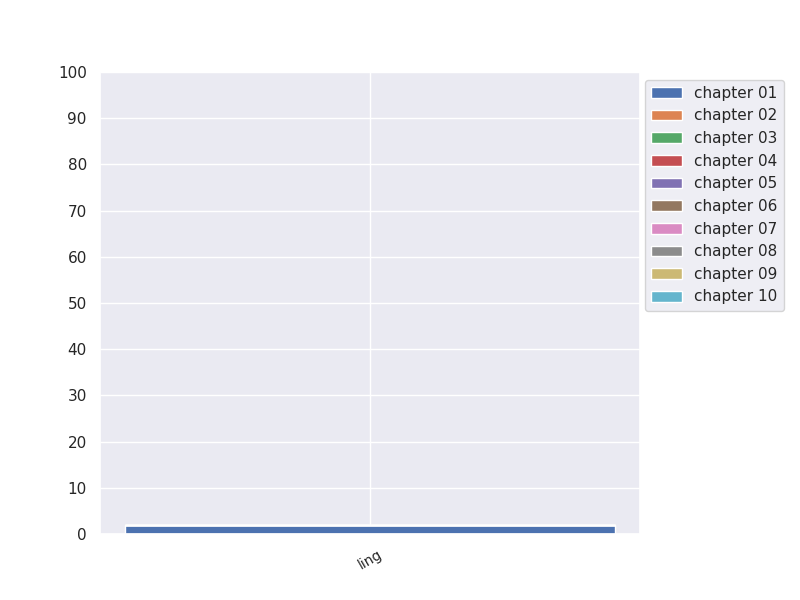 100
90
80
70
60
50
40
30
20
10
0
ling
chapter 01
chapter 02
chapter 03
chapter 04
chapter 05
chapter 06
chapter 07
chapter 08
chapter 09
chapter 10